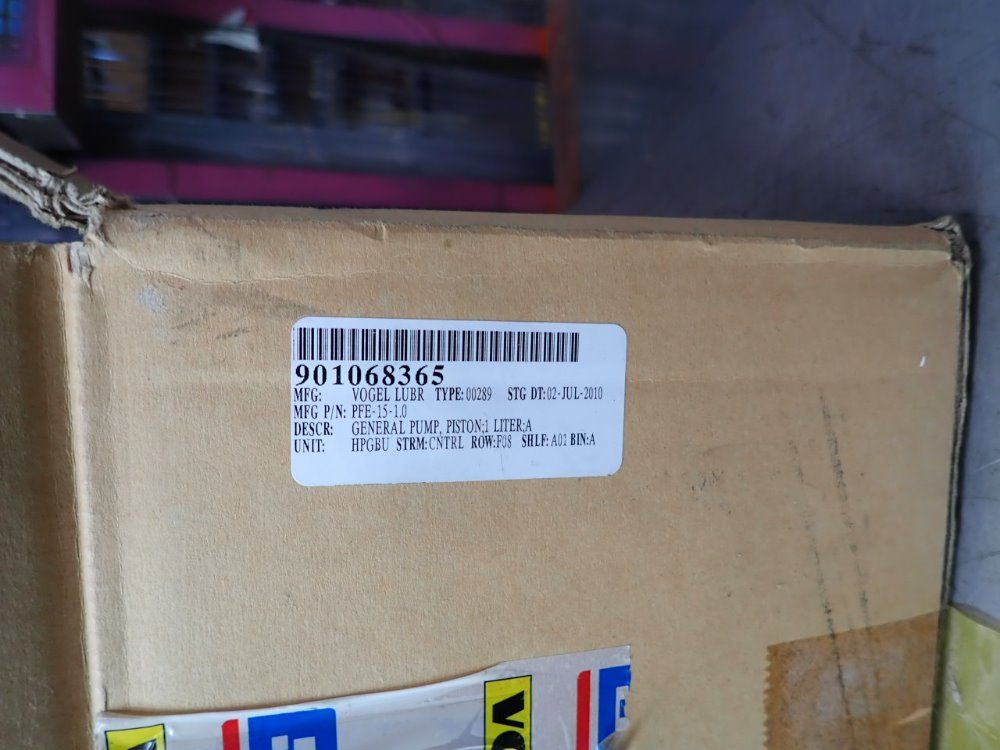 901068365
MFG: VOGEL LUBR TYPE: 00289 STG DT: 02-JUL-2010
MFG P/N: PFE-15-1.0
DESCR: GENERAL PUMP, PISTON;1 LITER;A
UNIT: HPGBU STRM: CNTRL ROW: F08 SHLF: A01 BIN: A
VO